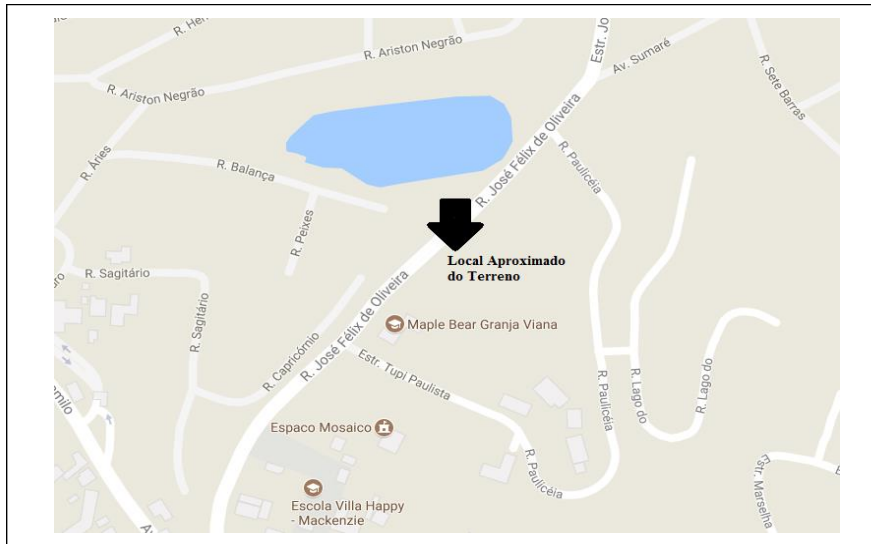 R. Her
R. Ariston Negrão
Estr. Jo
Av. Sumaré
R. Sete Barras
R. Ariston Negrão
R. Áries
R. Balança
R. José Félix de Oliveira
R. Paulicéia
R. Peixes
Local Aproximado
do Terreno
R. Sagitário
R. Sagitário
R. José Félix de Oliveira
R. Capricórnio
Maple Bear Granja Viana
Estr. Tupi Paulista
R. Paulicéia
R. Lago do
R. Lago do
Espaco Mosaico
R. Paulicéia
Escola Villa Happy
- Mackenzie
str. Marselha